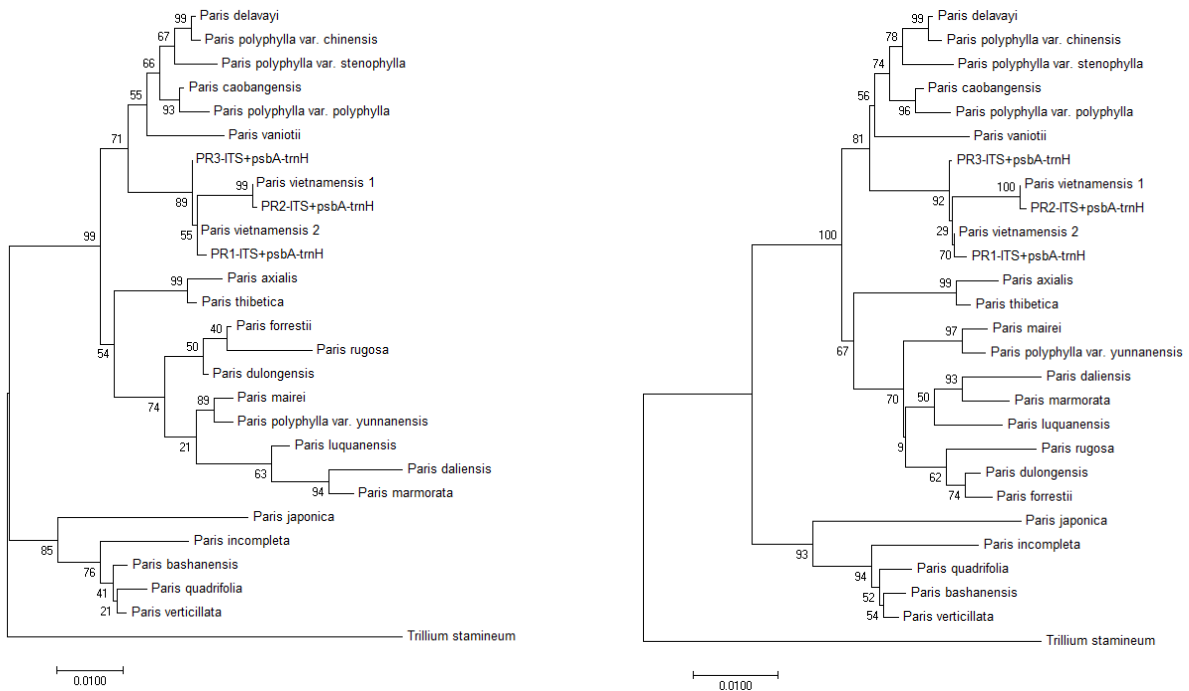 99 Paris delavayi
67 Paris polyphylla var. chinensis
66 Paris polyphylla var. stenophylla
55 Paris caobangensis
93 Paris polyphylla var. polyphylla
71 Paris vaniotii
PR3-ITS+psbA-trnH
99 Paris vietnamensis 1
89 PR2-ITS+psbA-trnH
55 Paris vietnamensis 2
PR1-ITS+psbA-trnH
99
99 Paris axialis
Paris thibetica
54
40 Paris forrestii
50 Paris rugosa
Paris dulongensis
74
89 Paris mairei
Paris polyphylla var. yunnanensis
21
Paris luquanensis
63 Paris daliensis
94 Paris marmorata
Paris japonica
85
Paris incompleta
76 Paris bashanensis
41 Paris quadrifolia
21 Paris verticillata
Trillium stamineum
0.0100
99 Paris delavayi
78 Paris polyphylla var. chinensis
74 Paris polyphylla var. stenophylla
56 Paris caobangensis
96 Paris polyphylla var. polyphylla
81 Paris vaniotii
PR3-ITS+psbA-trnH
100 Paris vietnamensis 1
92 PR2-ITS+psbA-trnH
29 Paris vietnamensis 2
70 PR1-ITS+psbA-trnH
100
99 Paris axialis
Paris thibetica
67
97 Paris mairei
Paris polyphylla var. yunnanensis
70
93 Paris daliensis
50 Paris marmorata
Paris luquanensis
9
Paris rugosa
62 Paris dulongensis
74 Paris forrestii
Paris japonica
93
Paris incompleta
94 Paris quadrifolia
52 Paris bashanensis
54 Paris verticillata
Trillium stamineum
0.0100